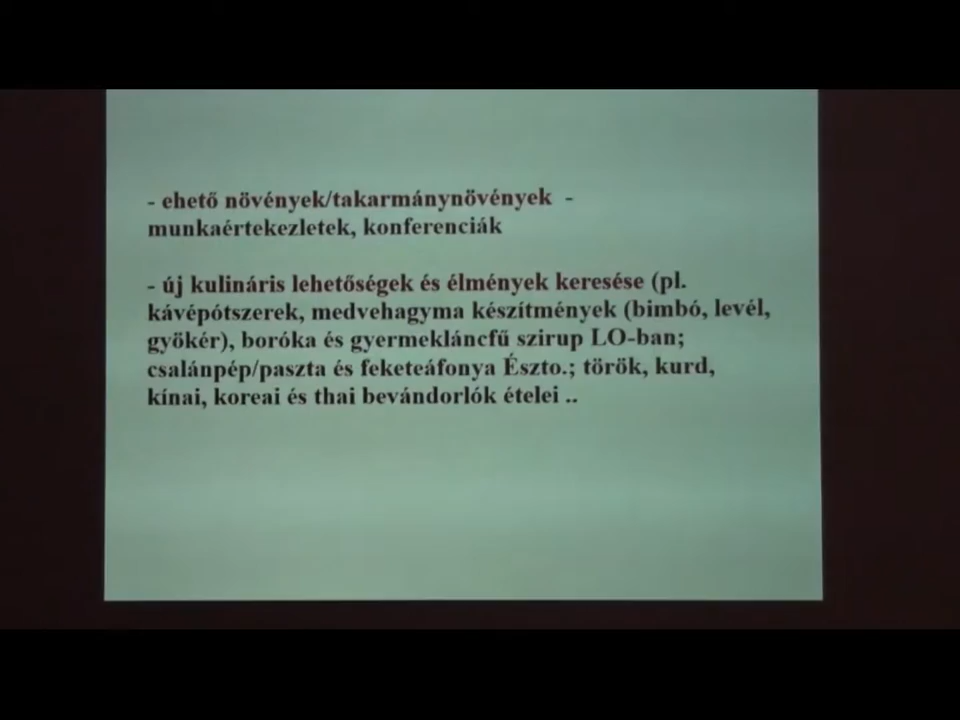 - ehető növények/takarmánynövények -
munkaértekezletek, konferenciák
- új kulináris lehetőségek és élmények keresése (pl.
kávépótszerek, medvehagyma készítmények (bimbó, levél,
gyökér), boróka és gyermekláncfű szirup LO-ban;
csalánpép/paszta és feketeáfonya Észto.; török, kurd,
kínai, koreai és thai bevándorlók ételei ..